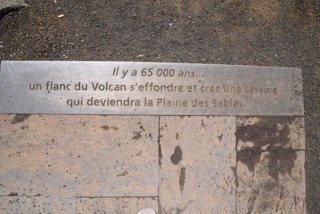 Il y a 65 000 ans...
un flanc du Volcan s'effondre et crée une cassure
qui deviendra la Plaine des Sables.